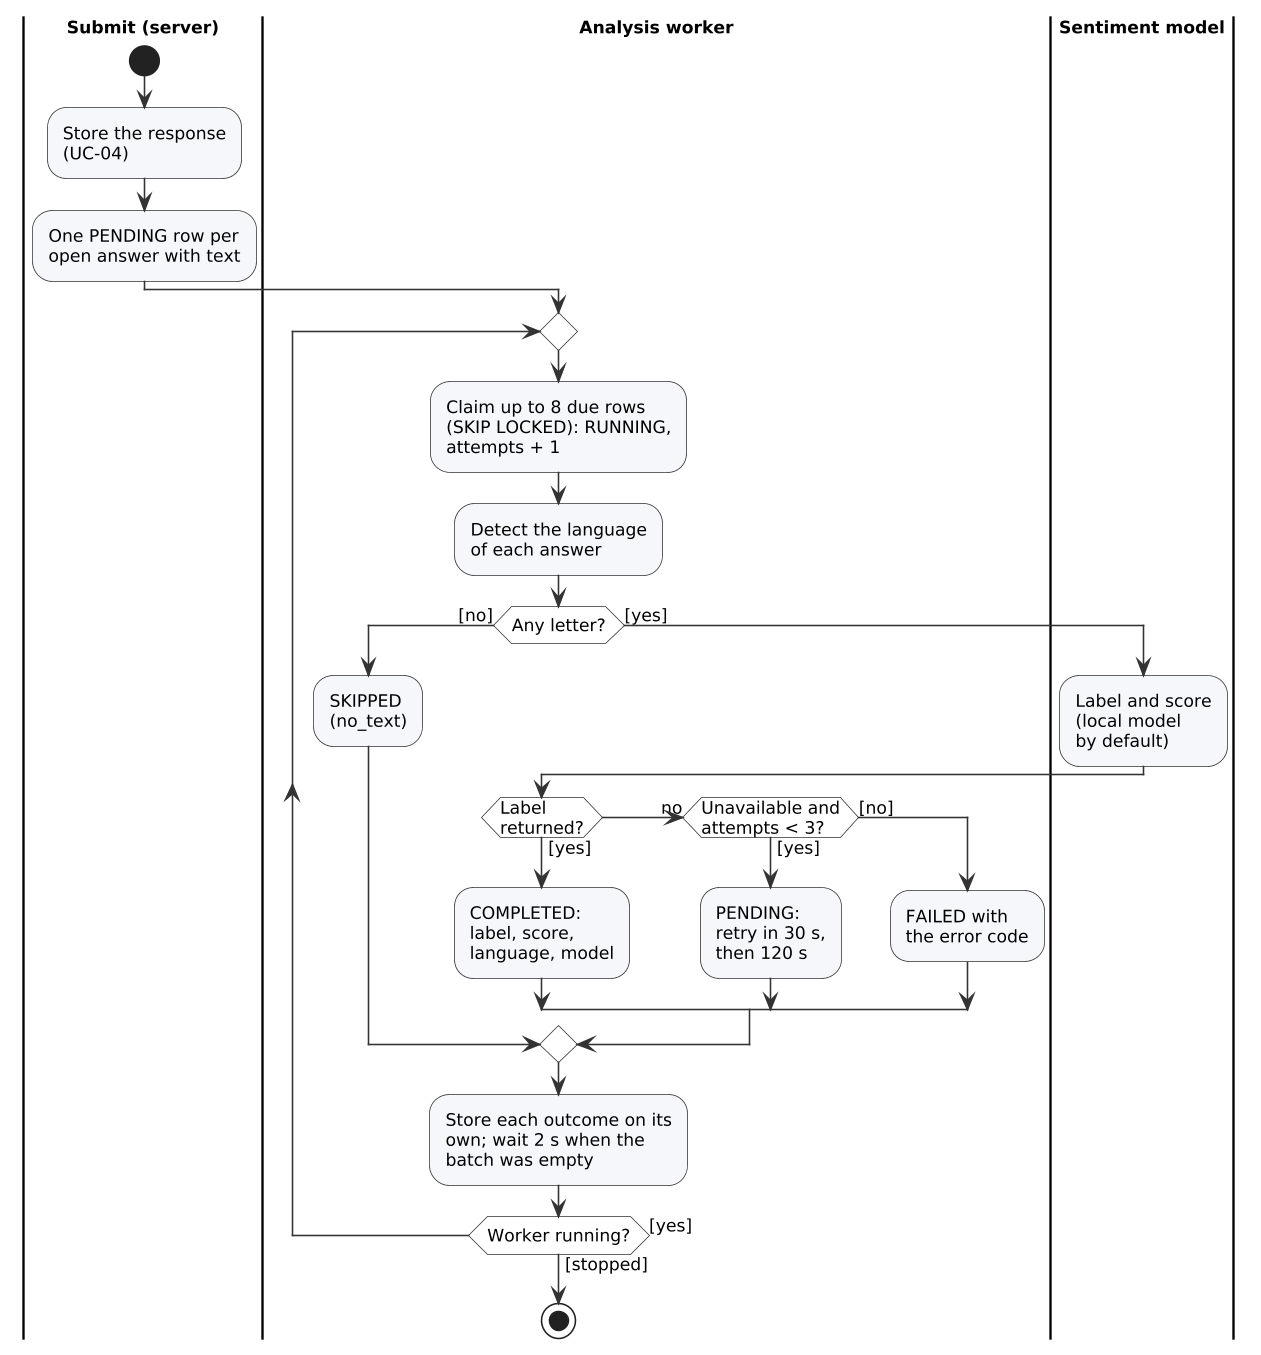 Submit (server)
Analysis worker
Sentiment model
Store the response
(UC-04)
One PENDING row per
open answer with text
Claim up to 8 due rows
(SKIP LOCKED): RUNNING,
attempts + 1
Detect the language
of each answer
[no]
Any letter?
[yes]
SKIPPED
(no_text)
Label and score
(local model
by default)
Label
returned?
no
Unavailable and
attempts < 3?
[no]
[yes]
[yes]
COMPLETED:
label, score,
language, model
PENDING:
retry in 30 s,
then 120 s
FAILED with
the error code
Store each outcome on its
own; wait 2 s when the
batch was empty
Worker running?
[yes]
[stopped]